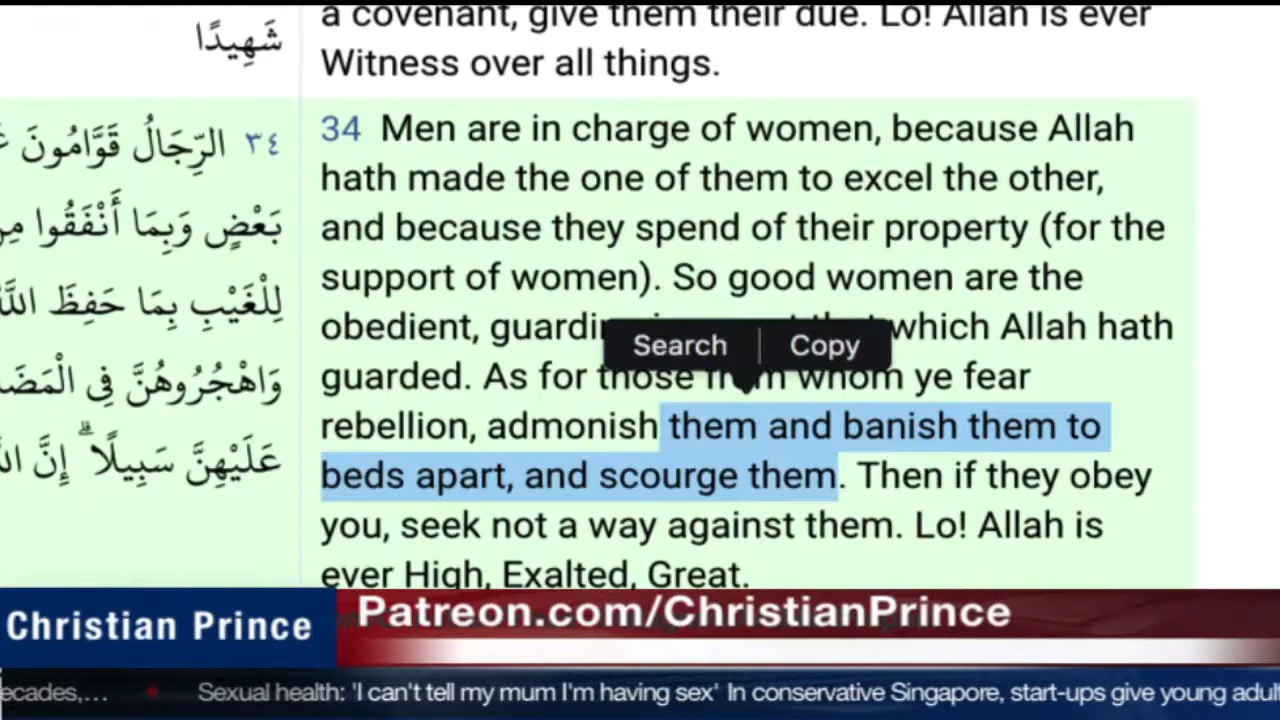 شَهِيدًا
٣٤ الرِّجَالُ قَوَّامُونَ
بَعْضٍ وَبِمَا أَنْفَقُوا
لِلْغَيْبِ بِمَا حَفِظَ
وَاهْجُرُوهُنَّ فِي
عَلَيْهِنَّ سَبِيلًا ۗ إِنَّ
a covenant, give them their due. Lo! Allah is ever
Witness over all things.
34 Men are in charge of women, because Allah
hath made the one of them to excel the other,
and because they spend of their property (for the
support of women). So good women are the
obedient, which Allah hath
Search | Copy
guarded. As for those from whom ye fear
rebellion, admonish them and banish them to
beds apart, and scourge them. Then if they obey
you, seek not a way against them. Lo! Allah is
ever High, Exalted, Great.
Christian Prince
Patreon.com/ChristianPrince
ecades,… Sexual health: 'I can't tell my mum I'm having sex' In conservative Singapore, start-ups give young adul